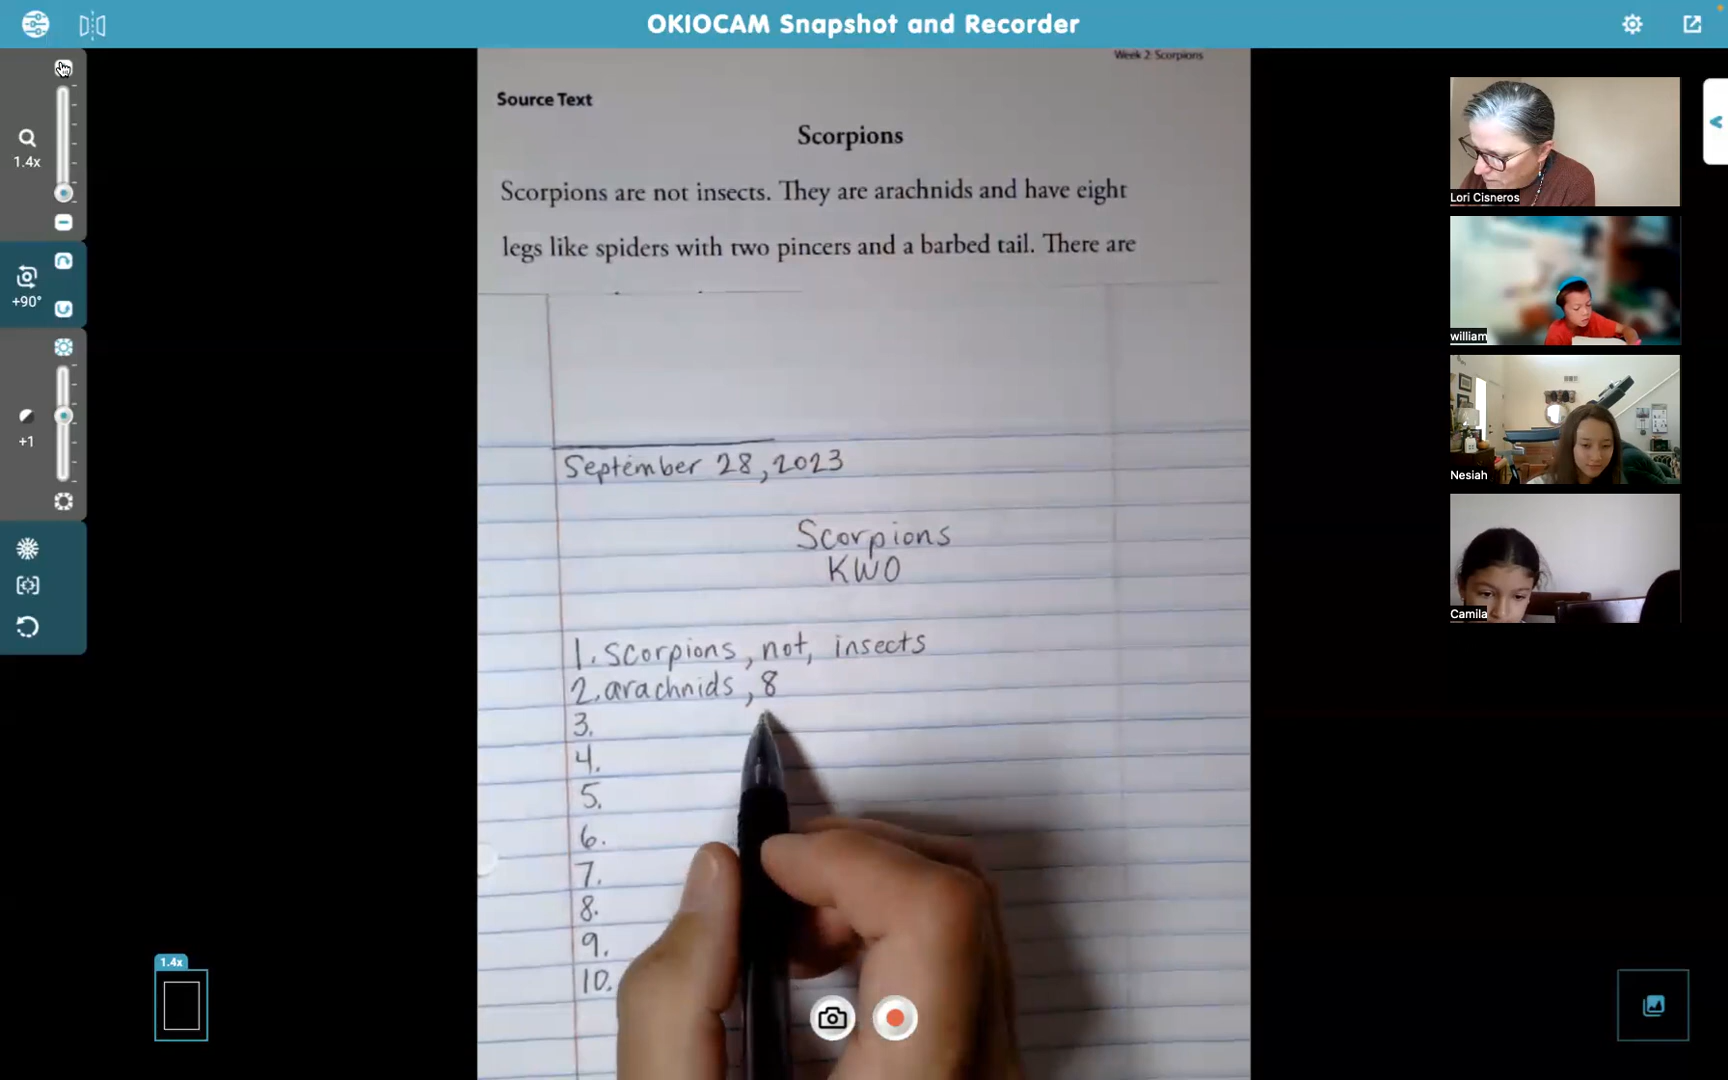 OKIOCAM Snapshot and Recorder
Week 2: Scorpions
Source Text
Scorpions
Scorpions are not insects. They are arachnids and have eight
legs like spiders with two pincers and a barbed tail. There are
September 28, 2023
Scorpions
KWO
1. scorpions, not, insects
2. arachnids, 8
3.
4.
5.
6.
7.
8.
9.
10.
1.4x
+90°
+1
1.4x
Lori Cisneros
william
Nesiah
Camila